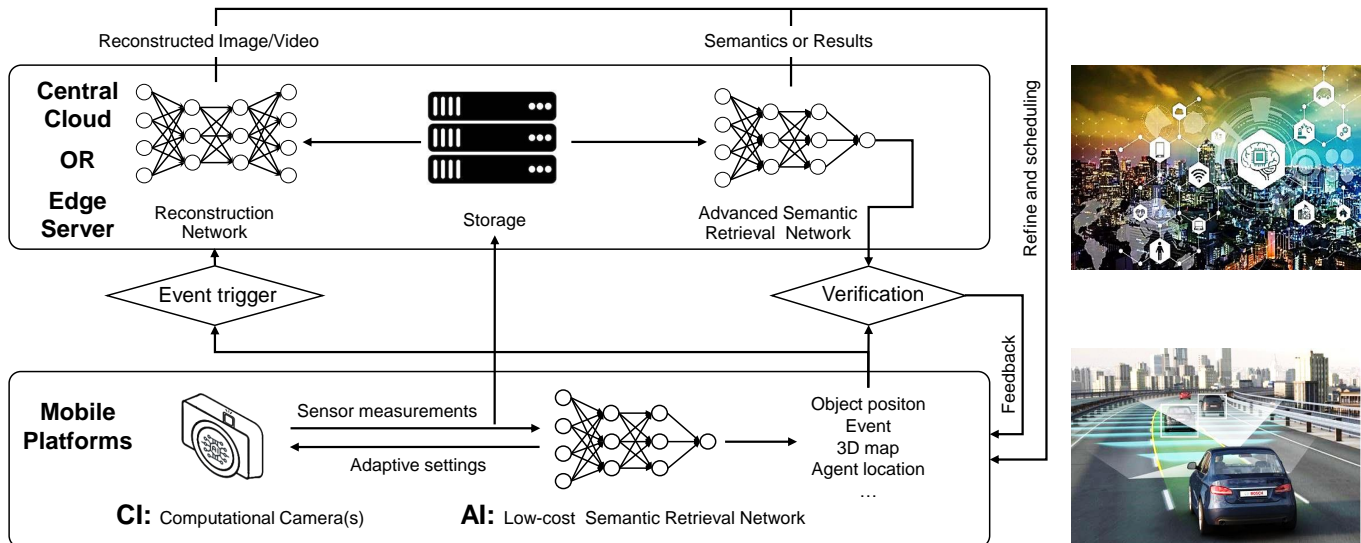 Reconstructed Image/Video
Semantics or Results
Central
Cloud
OR
Edge
Server
Reconstruction
Network
Storage
Advanced Semantic
Retrieval Network
Refine and scheduling
Event trigger
Verification
Feedback
Mobile
Platforms
Sensor measurements
Adaptive settings
Object positon
Event
3D map
Agent location
...
CI: Computational Camera(s)
AI: Low-cost Semantic Retrieval Network
BOSCH